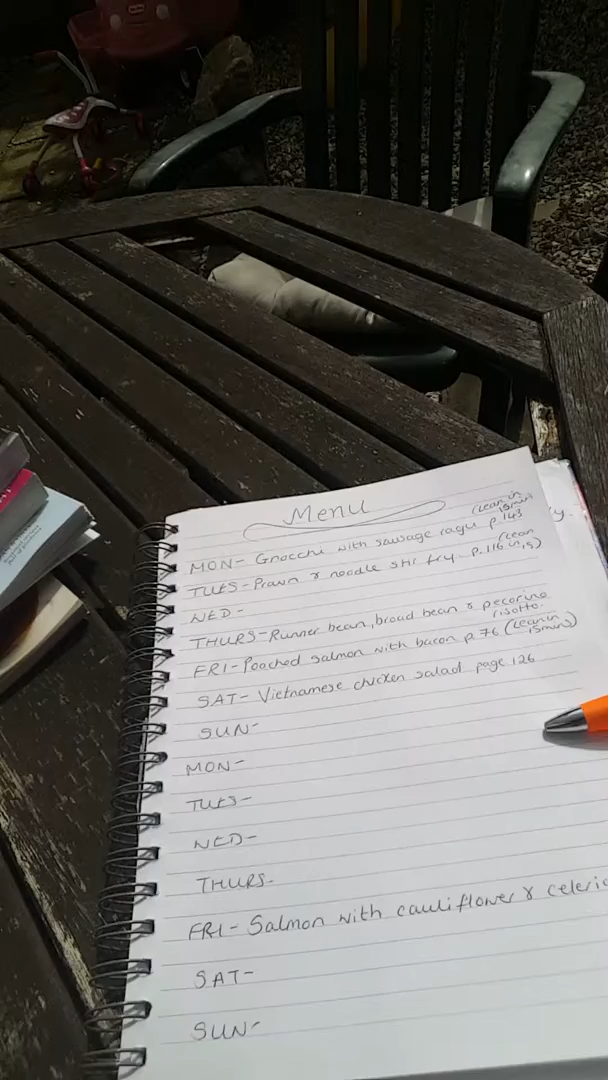 Menu
MON- Gnocchi with sausage ragu p.143 (Lean in 15mins)
TUES- Prawn & noodle stir fry. p.116 (Lean in 15)
WED-
THURS- Runner bean, broad bean & pecorino risotto.
FRI- Poached salmon with bacon p.76 (Lean in 15mins)
SAT- Vietnamese chicken salad page 126
SUN-
MON-
TUES-
WED-
THURS-
FRI- Salmon with cauliflower & celeria
SAT-
SUN-